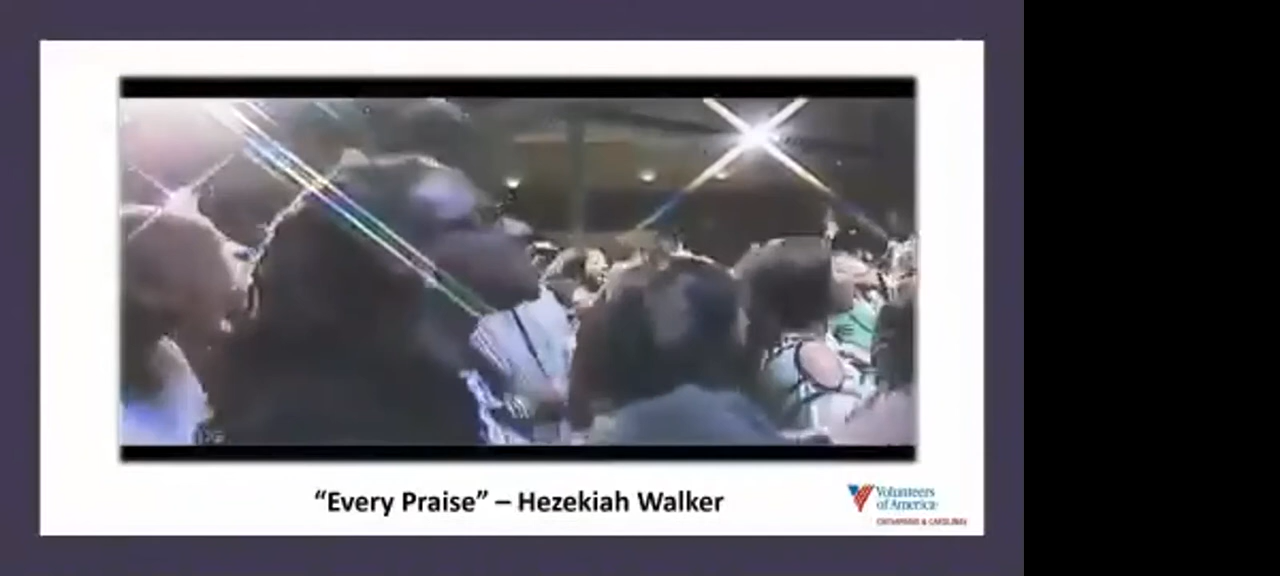 “Every Praise” – Hezekiah Walker
Volunteers
of America